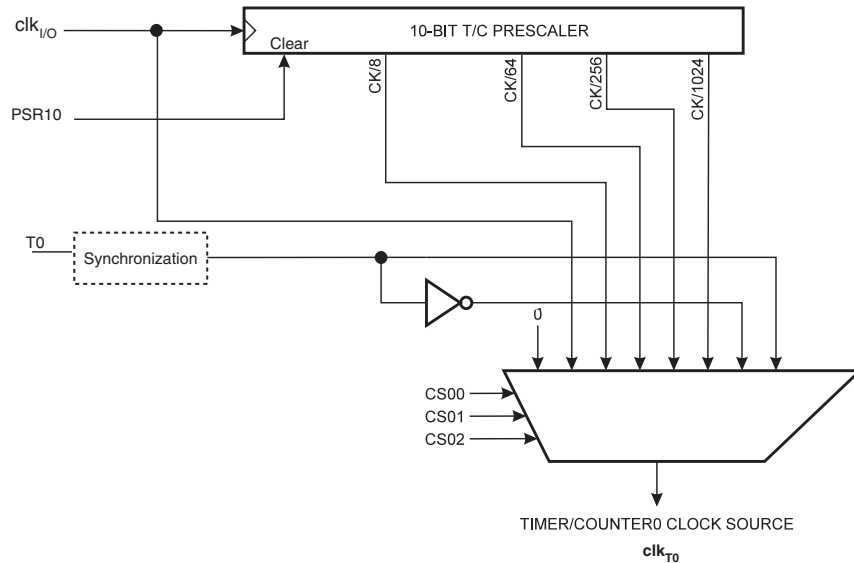 clkI/O
10-BIT T/C PRESCALER
Clear
CK/8
CK/64
CK/256
CK/1024
PSR10
T0
Synchronization
0
CS00
CS01
CS02
TIMER/COUNTER0 CLOCK SOURCE
clkT0